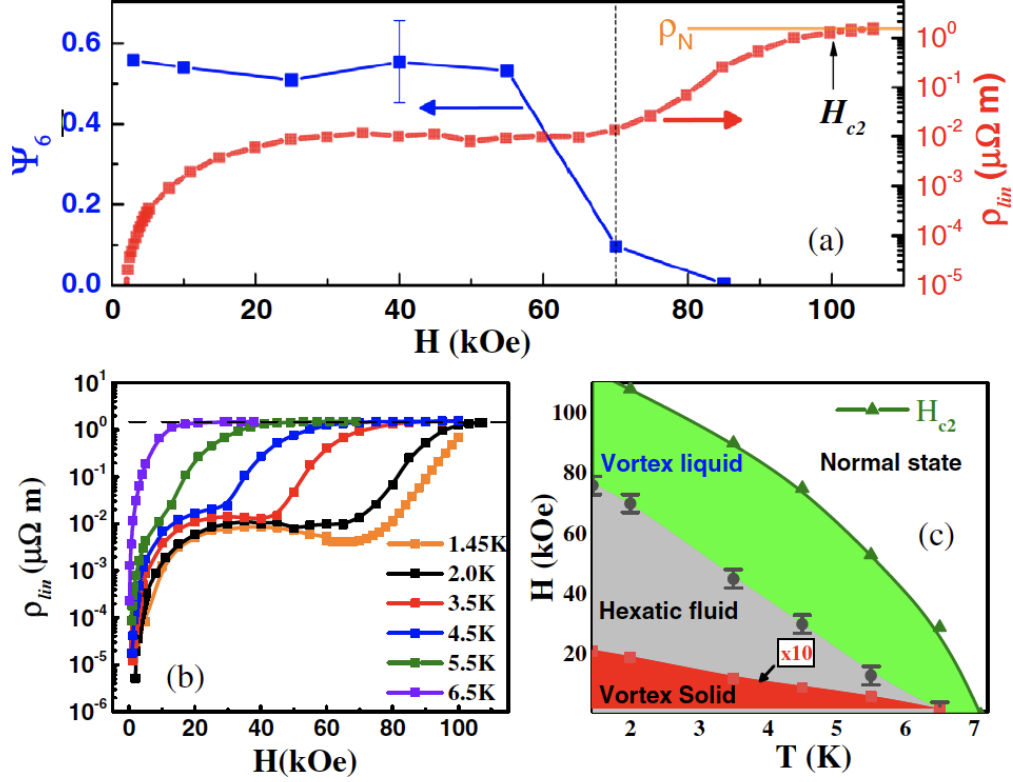 0.6
0.4
0.2
0.0
Ψ6
ρN
Hc2
(a)
10^0
10^-1
10^-2
10^-3
10^-4
10^-5
ρlin (μΩ m)
0 20 40 60 80 100
H (kOe)
10^1
10^0
10^-1
10^-2
10^-3
10^-4
10^-5
10^-6
ρlin (μΩ m)
1.45K
2.0K
3.5K
4.5K
5.5K
6.5K
(b)
0 20 40 60 80 100
H(kOe)
100
80
60
40
20
H (kOe)
Hc2
Vortex liquid
Normal state
(c)
Hexatic fluid
x10
Vortex Solid
2 3 4 5 6 7
T (K)